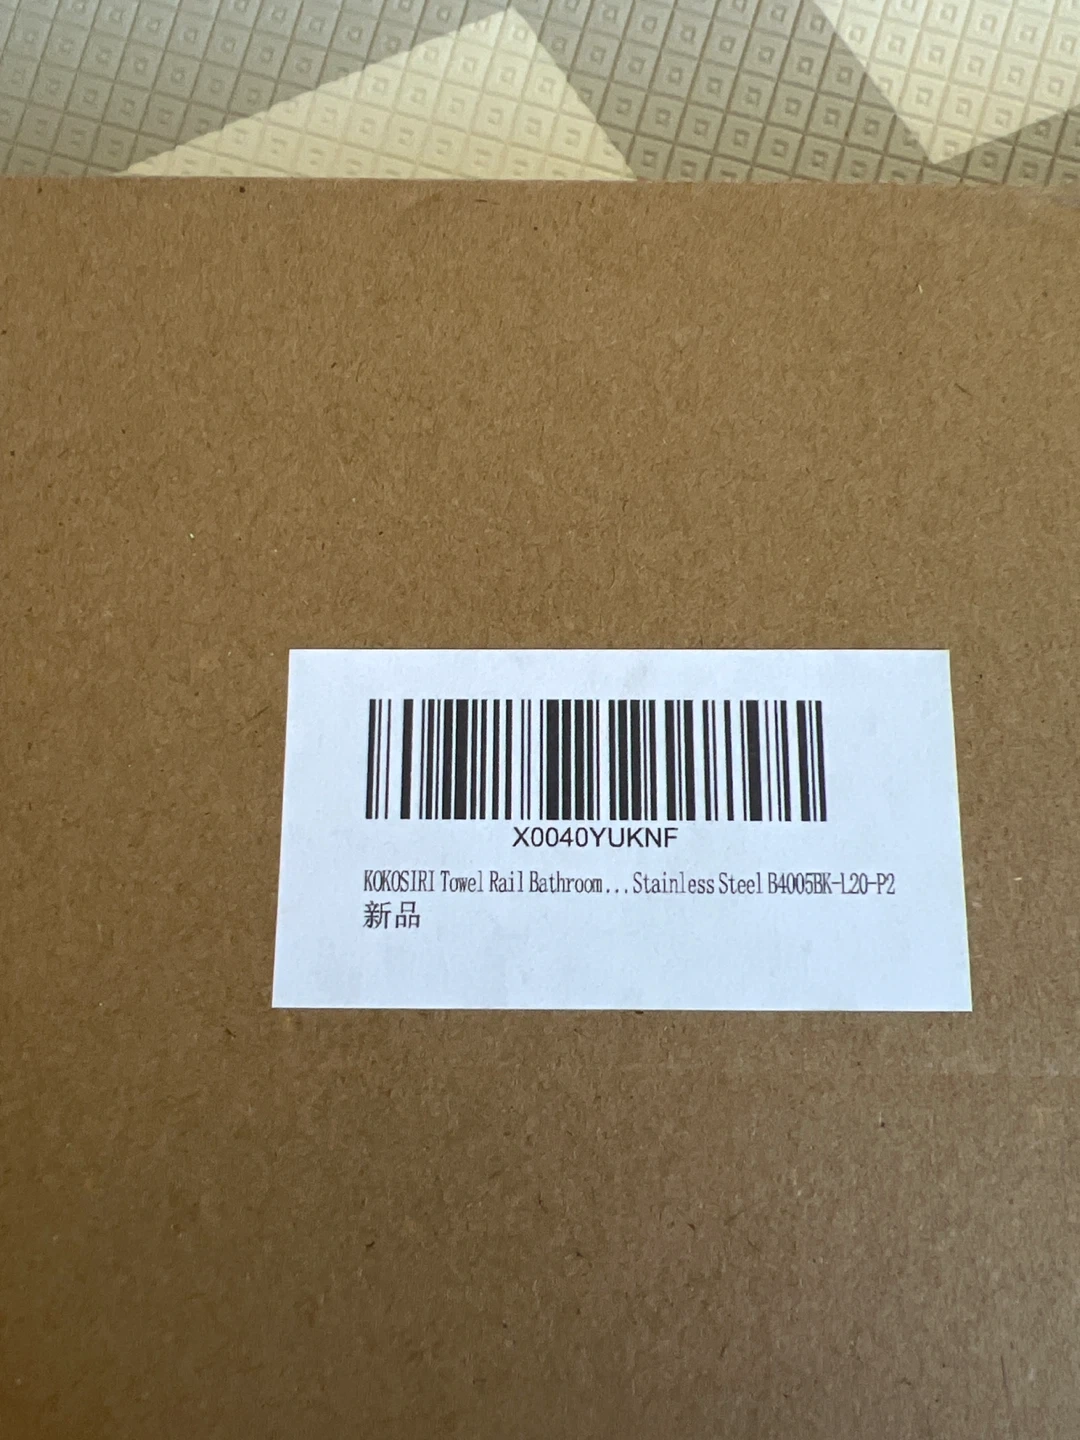 X0040YUKNF
KOKOSIRI Towel Rail Bathroom...Stainless Steel B4005BK-L20-P2
新品